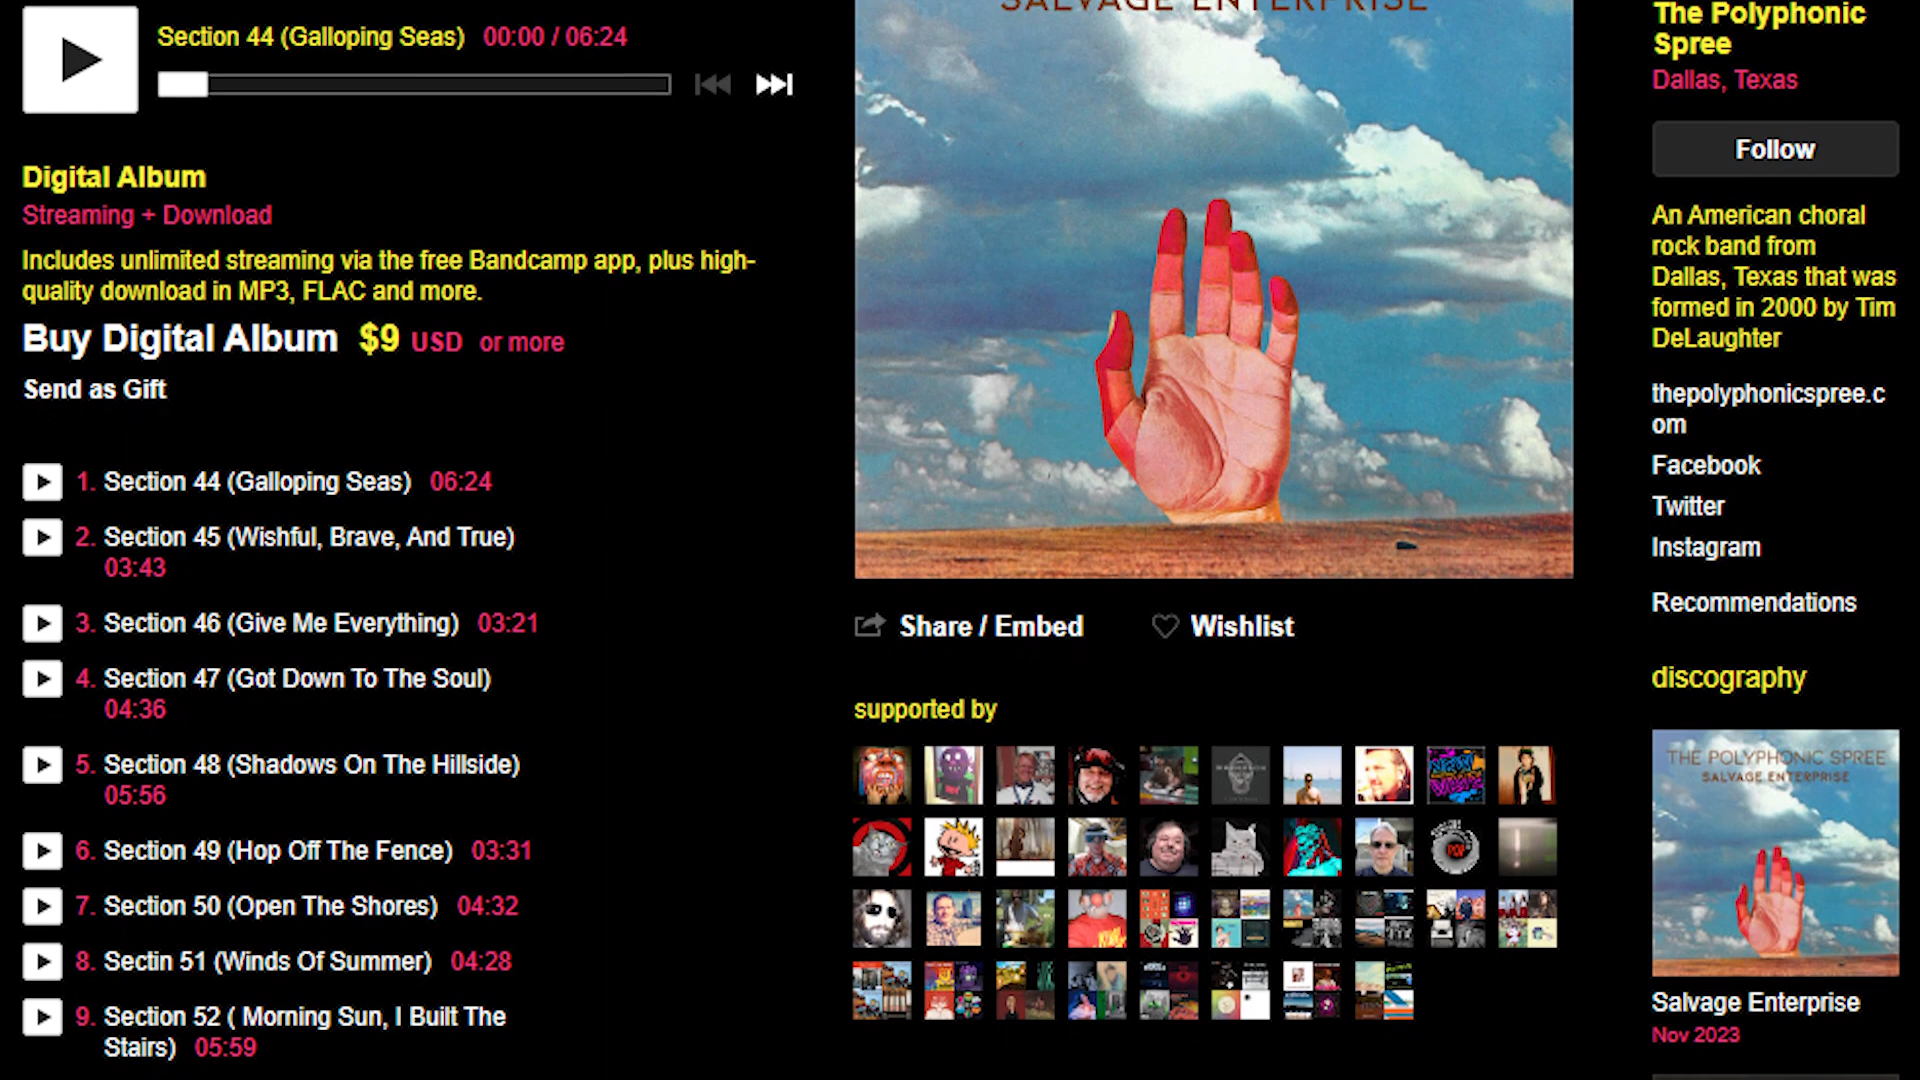 Section 44 (Galloping Seas) 00:00 / 06:24
Digital Album
Streaming + Download
Includes unlimited streaming via the free Bandcamp app, plus high-
quality download in MP3, FLAC and more.
Buy Digital Album $9 USD or more
Send as Gift
1. Section 44 (Galloping Seas) 06:24
2. Section 45 (Wishful, Brave, And True)
03:43
3. Section 46 (Give Me Everything) 03:21
4. Section 47 (Got Down To The Soul)
04:36
5. Section 48 (Shadows On The Hillside)
05:56
6. Section 49 (Hop Off The Fence) 03:31
7. Section 50 (Open The Shores) 04:32
8. Sectin 51 (Winds Of Summer) 04:28
9. Section 52 ( Morning Sun, I Built The
Stairs) 05:59
SALVAGE ENTERPRISE
Share / Embed
Wishlist
supported by
POP
The Polyphonic
Spree
Dallas, Texas
Follow
An American choral
rock band from
Dallas, Texas that was
formed in 2000 by Tim
DeLaughter
thepolyphonicspree.c
om
Facebook
Twitter
Instagram
Recommendations
discography
THE POLYPHONIC SPREE
SALVAGE ENTERPRISE
Salvage Enterprise
Nov 2023